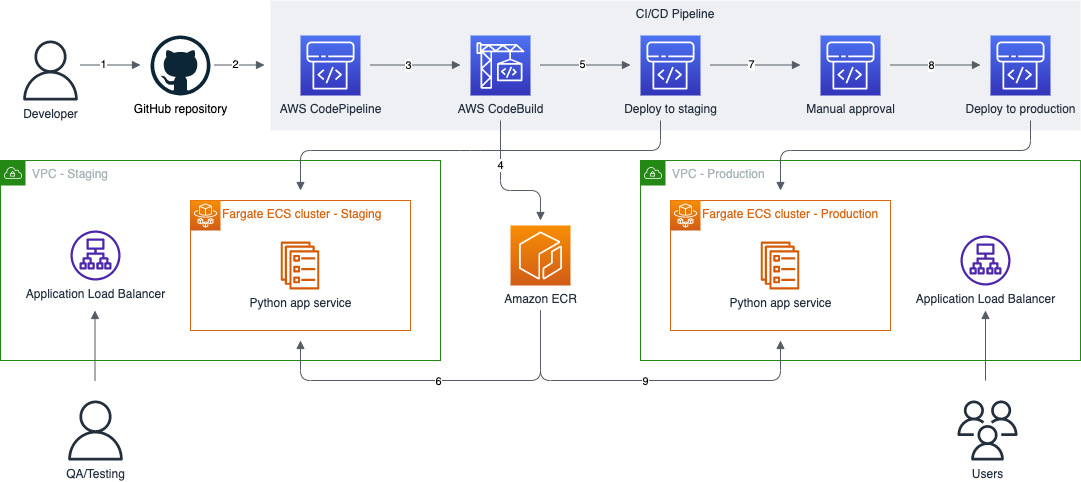 CI/CD Pipeline
1
2
3
5
7
8
Developer
GitHub repository
AWS CodePipeline
AWS CodeBuild
Deploy to staging
Manual approval
Deploy to production
4
VPC - Staging
VPC - Production
Fargate ECS cluster - Staging
Fargate ECS cluster - Production
Application Load Balancer
Python app service
Amazon ECR
Python app service
Application Load Balancer
6
9
QA/Testing
Users